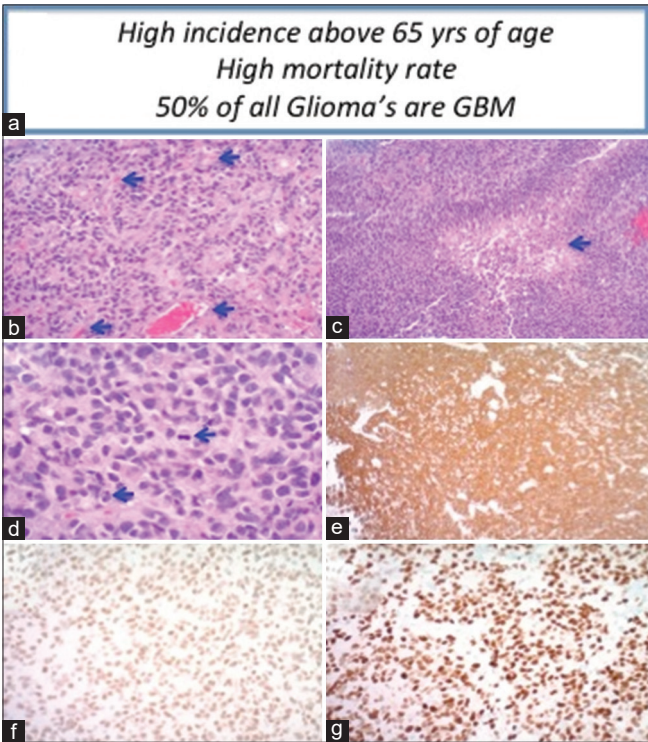 High incidence above 65 yrs of age
High mortality rate
50% of all Glioma's are GBM
a
b
c
d
e
f
g